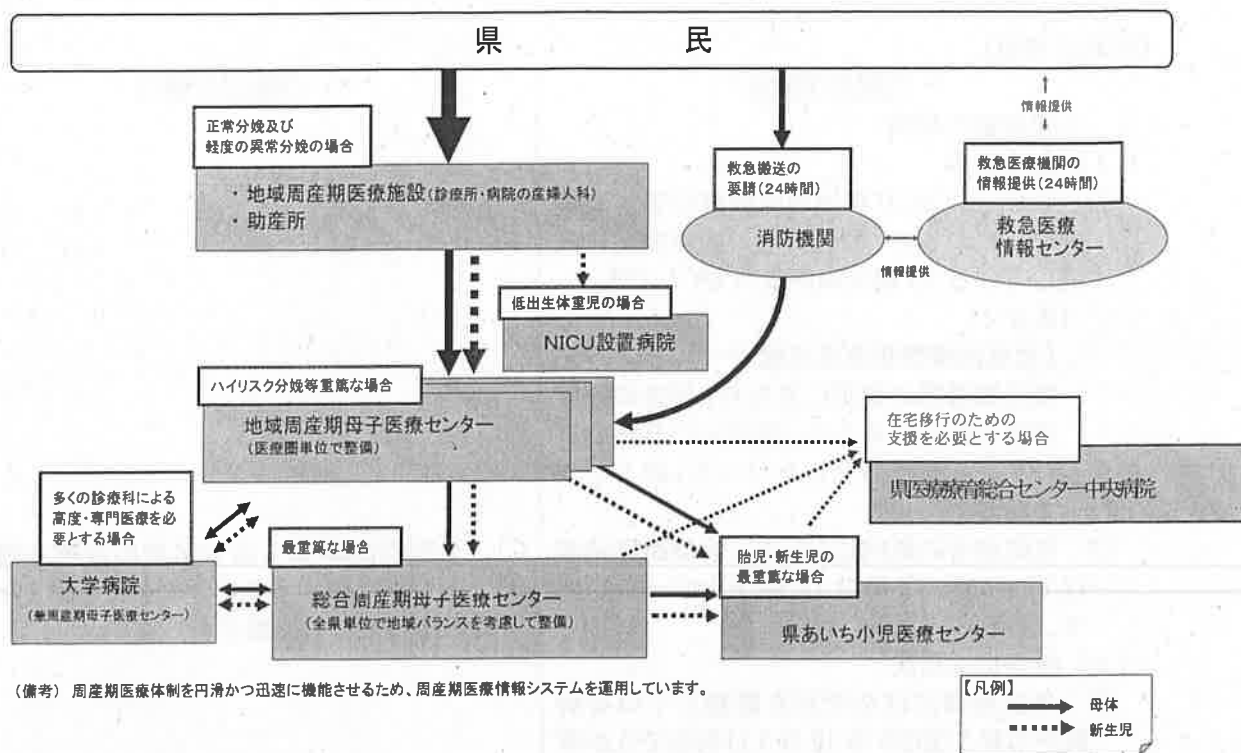 県 民
情報提供
正常分娩及び
軽度の異常分娩の場合
・地域周産期医療施設(診療所・病院の産婦人科)
・助産所
救急搬送の
要請(24時間)
消防機関
救急医療機関の
情報提供(24時間)
救急医療
情報センター
情報提供
低出生体重児の場合
NICU設置病院
ハイリスク分娩等重篤な場合
地域周産期母子医療センター
(医療圏単位で整備)
在宅移行のための
支援を必要とする場合
県医療療育総合センター中央病院
多くの診療科による
高度・専門医療を必
要とする場合
大学病院
(兼周産期母子医療センター)
最重篤な場合
総合周産期母子医療センター
(全県単位で地域バランスを考慮して整備)
胎児・新生児の
最重篤な場合
県あいち小児医療センター
(備考) 周産期医療体制を円滑かつ迅速に機能させるため、周産期医療情報システムを運用しています。
【凡例】
母体
新生児